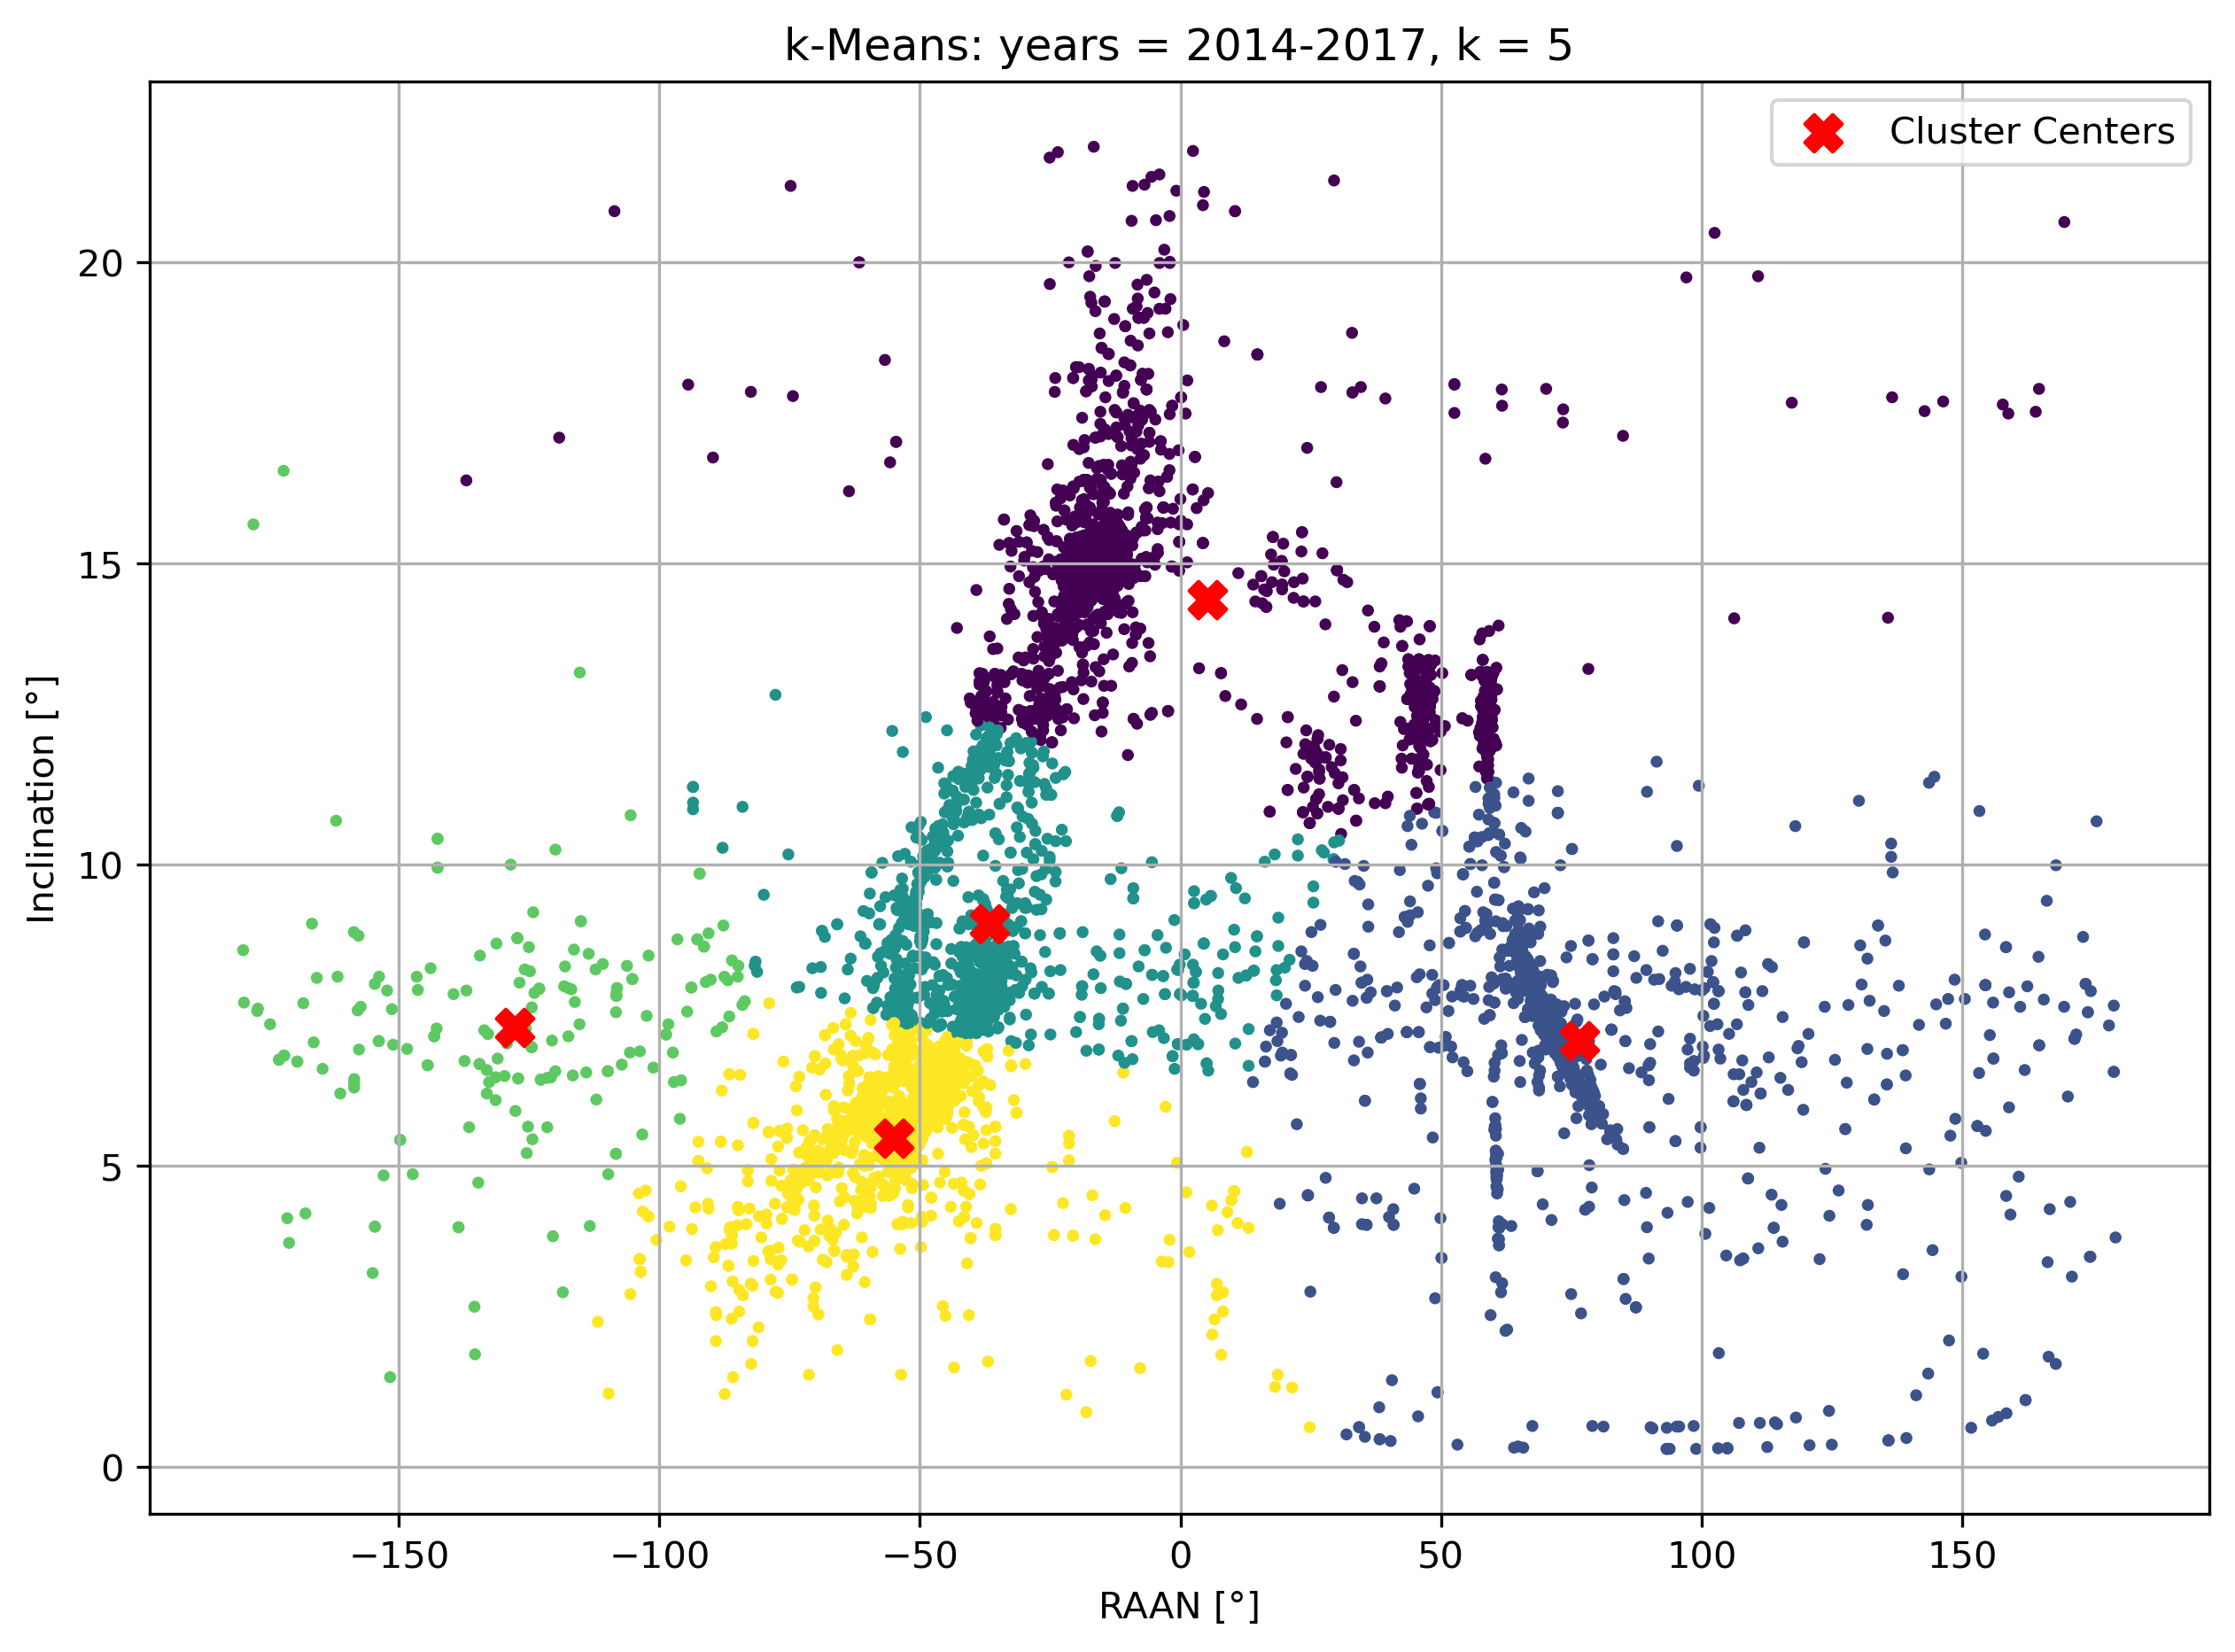 k-Means: years = 2014-2017, k = 5
Cluster Centers
Inclination [°]
20
15
10
5
0
−150 −100 −50 0 50 100 150
RAAN [°]